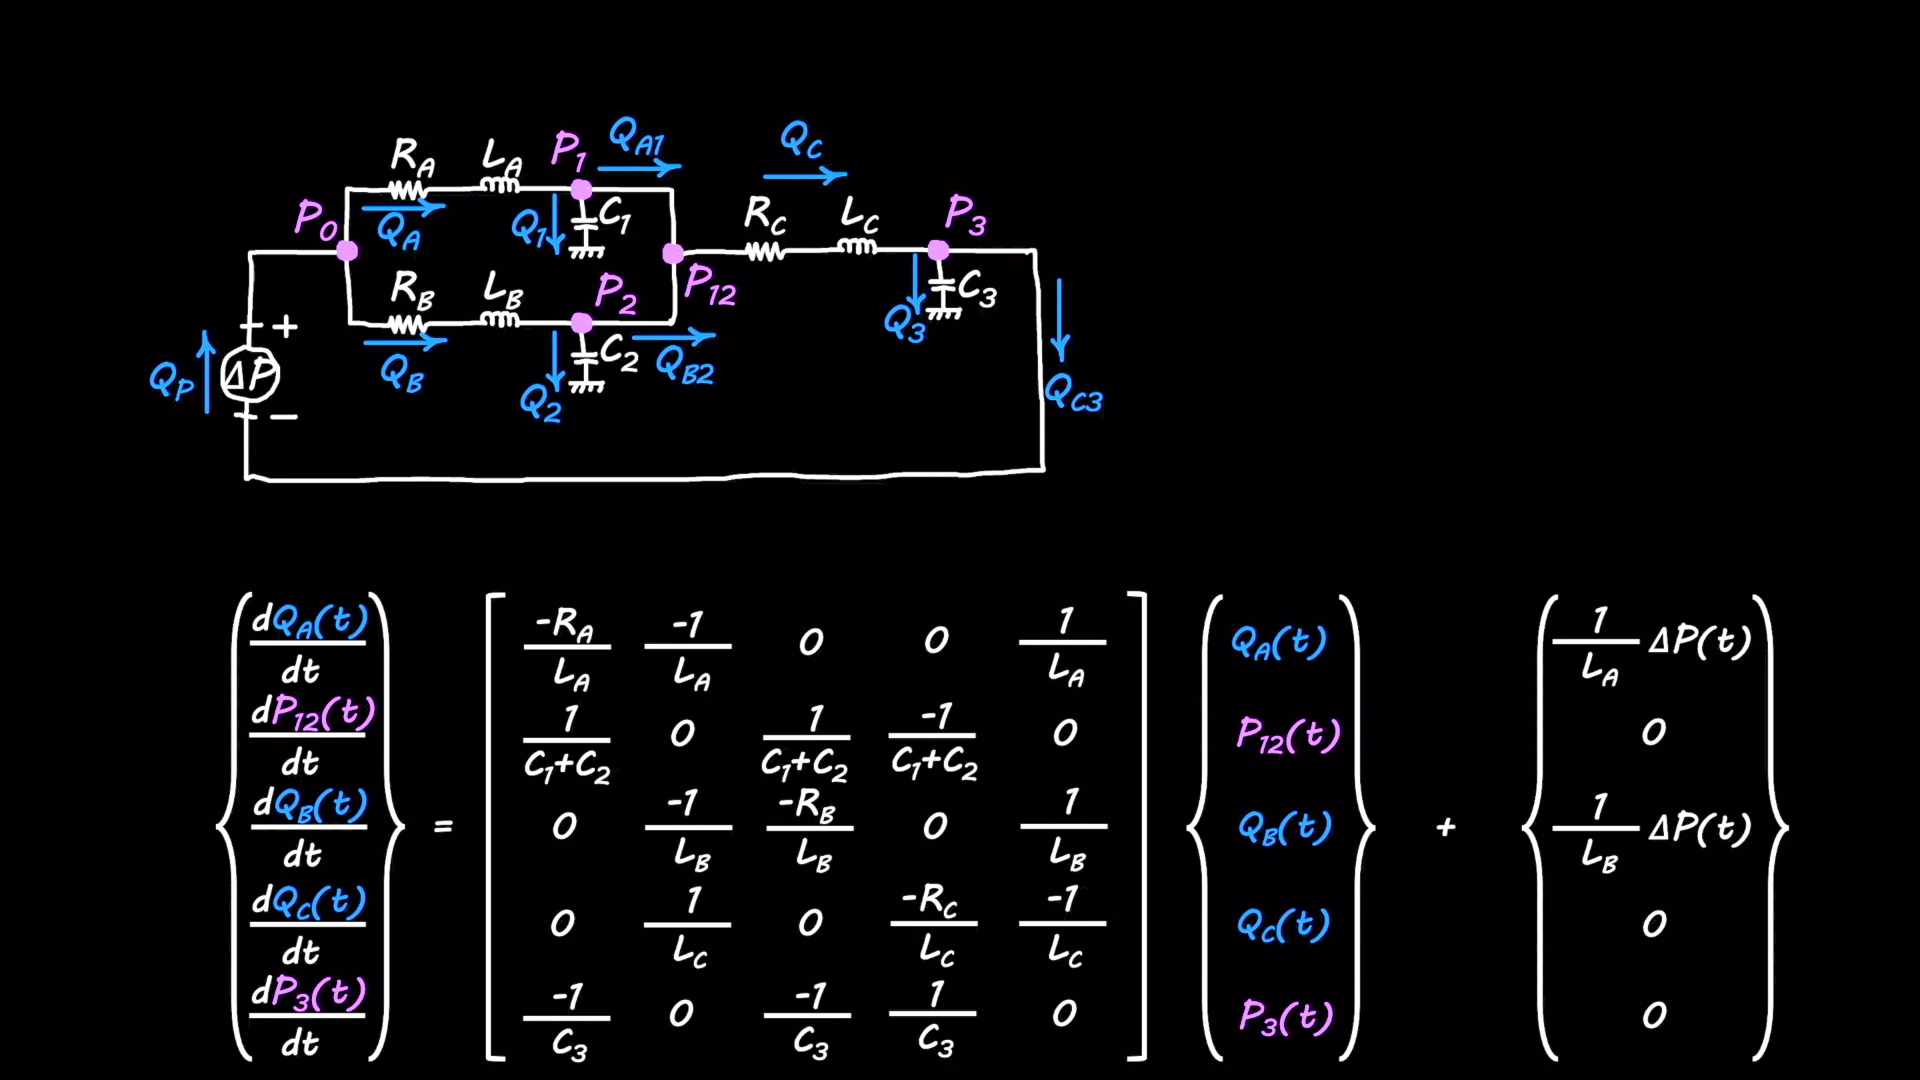 Q_A1 Q_C
R_A L_A P_1
P_0 Q_A Q_1 C_1 R_C L_C P_3
R_B L_B P_2 P_12 C_3
+ Q_3
Q_P ΔP Q_B Q_2 C_2 Q_B2 Q_C3
−
dQ_A(t)/dt -R_A/L_A -1/L_A 0 0 1/L_A Q_A(t) 1/L_A ΔP(t)
dP_12(t)/dt 1/(C_1+C_2) 0 1/(C_1+C_2) -1/(C_1+C_2) 0 P_12(t) 0
dQ_B(t)/dt = 0 -1/L_B -R_B/L_B 0 1/L_B Q_B(t) + 1/L_B ΔP(t)
dQ_C(t)/dt 0 1/L_C 0 -R_C/L_C -1/L_C Q_C(t) 0
dP_3(t)/dt -1/C_3 0 -1/C_3 1/C_3 0 P_3(t) 0